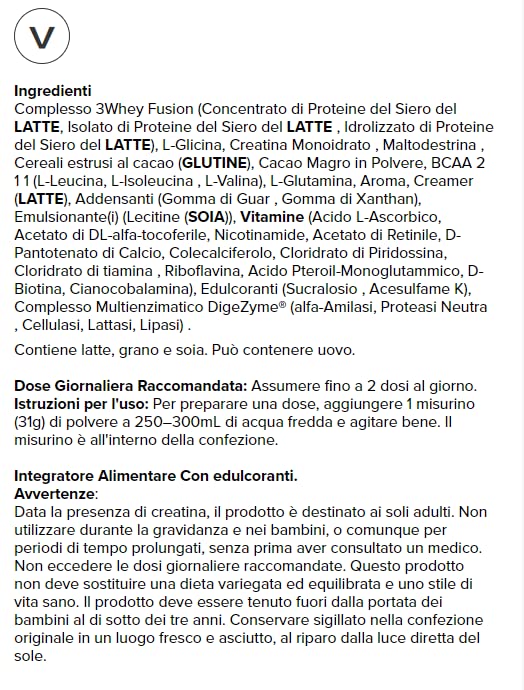 V
Ingredienti
Complesso 3Whey Fusion (Concentrato di Proteine del Siero del
LATTE, Isolato di Proteine del Siero del LATTE , Idrolizzato di Proteine
del Siero del LATTE), L-Glicina, Creatina Monoidrato , Maltodestrina ,
Cereali estrusi al cacao (GLUTINE), Cacao Magro in Polvere, BCAA 2
1 1 (L-Leucina, L-Isoleucina , L-Valina), L-Glutamina, Aroma, Creamer
(LATTE), Addensanti (Gomma di Guar , Gomma di Xanthan),
Emulsionante(i) (Lecitine (SOIA)), Vitamine (Acido L-Ascorbico,
Acetato di DL-alfa-tocoferile, Nicotinamide, Acetato di Retinile, D-
Pantotenato di Calcio, Colecalciferolo, Cloridrato di Piridossina,
Cloridrato di tiamina , Riboflavina, Acido Pteroil-Monoglutammico, D-
Biotina, Cianocobalamina), Edulcoranti (Sucralosio , Acesulfame K),
Complesso Multienzimatico DigeZyme® (alfa-Amilasi, Proteasi Neutra
, Cellulasi, Lattasi, Lipasi) .
Contiene latte, grano e soia. Può contenere uovo.
Dose Giornaliera Raccomandata: Assumere fino a 2 dosi al giorno.
Istruzioni per l'uso: Per preparare una dose, aggiungere 1 misurino
(31g) di polvere a 250–300mL di acqua fredda e agitare bene. Il
misurino è all'interno della confezione.
Integratore Alimentare Con edulcoranti.
Avvertenze:
Data la presenza di creatina, il prodotto è destinato ai soli adulti. Non
utilizzare durante la gravidanza e nei bambini, o comunque per
periodi di tempo prolungati, senza prima aver consultato un medico.
Non eccedere le dosi giornaliere raccomandate. Questo prodotto
non deve sostituire una dieta variegata ed equilibrata e uno stile di
vita sano. Il prodotto deve essere tenuto fuori dalla portata dei
bambini al di sotto dei tre anni. Conservare sigillato nella confezione
originale in un luogo fresco e asciutto, al riparo dalla luce diretta del
sole.